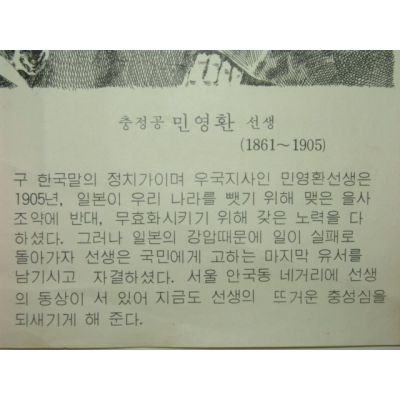 충정공 민영환 선생
(1861~1905)
구 한국말의 정치가이며 우국지사인 민영환선생은
1905년, 일본이 우리 나라를 뺏기 위해 맺은 을사
조약에 반대, 무효화시키기 위해 갖은 노력을 다
하셨다. 그러나 일본의 강압때문에 일이 실패로
돌아가자 선생은 국민에게 고하는 마지막 유서를
남기시고 자결하셨다. 서울 안국동 네거리에 선생
의 동상이 서 있어 지금도 선생의 뜨거운 충성심을
되새기게 해 준다.